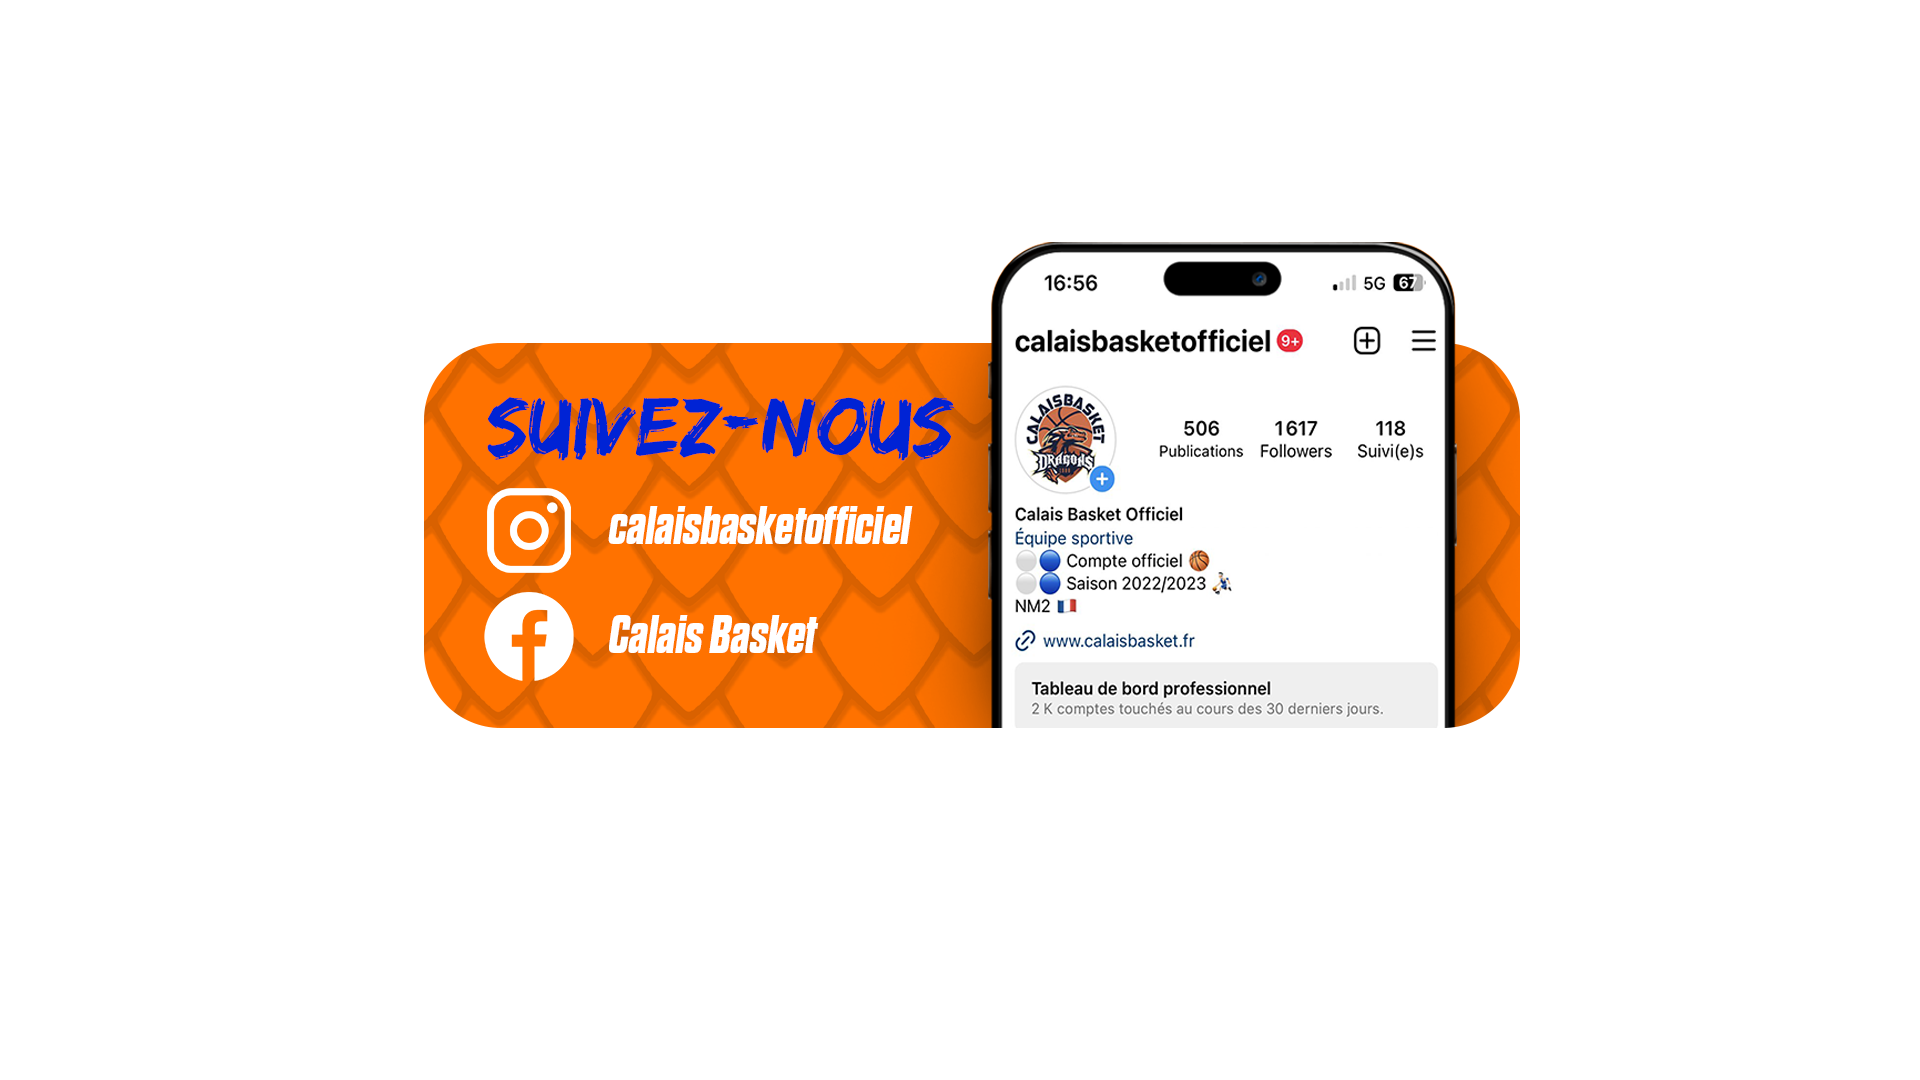 SUIVEZ-NOUS
calaisbasketofficiel
Calais Basket
16:56
5G 67
calaisbasketofficiel 9+
CALAISBASKET
DRAGONS
506 1 617 118
Publications Followers Suivi(e)s
Calais Basket Officiel
Équipe sportive
Compte officiel
Saison 2022/2023
NM2
www.calaisbasket.fr
Tableau de bord professionnel
2 K comptes touchés au cours des 30 derniers jours.